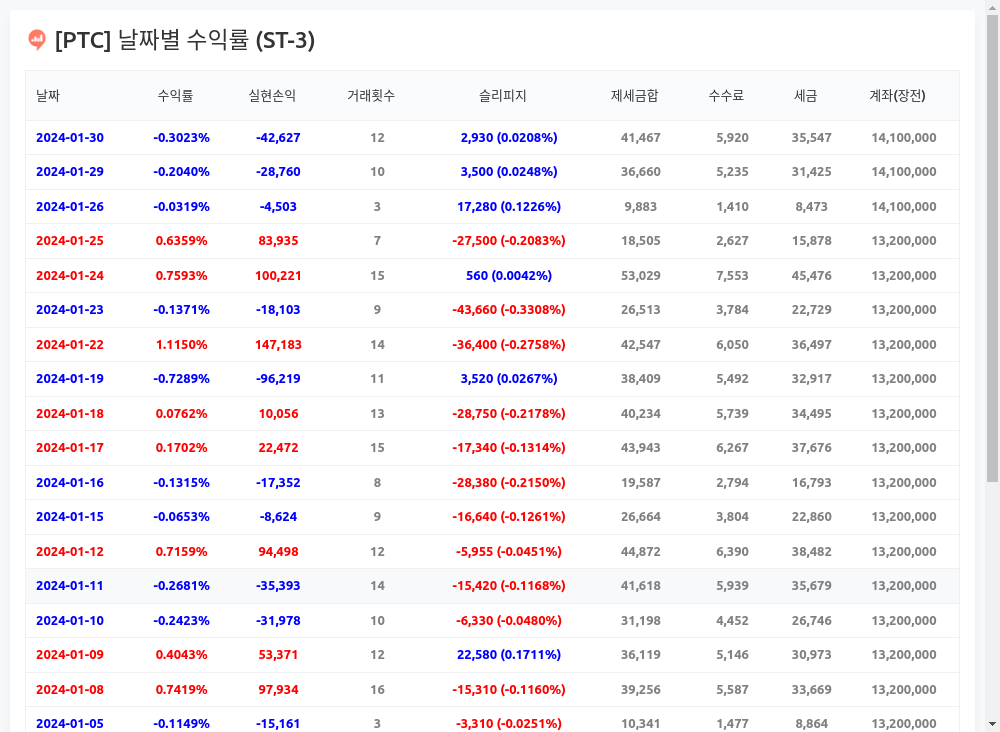 [PTC] 날짜별 수익률 (ST-3)
날짜 수익률 실현손익 거래횟수 슬리피지 제세금합 수수료 세금 계좌(장전)
2024-01-30 -0.3023% -42,627 12 2,930 (0.0208%) 41,467 5,920 35,547 14,100,000
2024-01-29 -0.2040% -28,760 10 3,500 (0.0248%) 36,660 5,235 31,425 14,100,000
2024-01-26 -0.0319% -4,503 3 17,280 (0.1226%) 9,883 1,410 8,473 14,100,000
2024-01-25 0.6359% 83,935 7 -27,500 (-0.2083%) 18,505 2,627 15,878 13,200,000
2024-01-24 0.7593% 100,221 15 560 (0.0042%) 53,029 7,553 45,476 13,200,000
2024-01-23 -0.1371% -18,103 9 -43,660 (-0.3308%) 26,513 3,784 22,729 13,200,000
2024-01-22 1.1150% 147,183 14 -36,400 (-0.2758%) 42,547 6,050 36,497 13,200,000
2024-01-19 -0.7289% -96,219 11 3,520 (0.0267%) 38,409 5,492 32,917 13,200,000
2024-01-18 0.0762% 10,056 13 -28,750 (-0.2178%) 40,234 5,739 34,495 13,200,000
2024-01-17 0.1702% 22,472 15 -17,340 (-0.1314%) 43,943 6,267 37,676 13,200,000
2024-01-16 -0.1315% -17,352 8 -28,380 (-0.2150%) 19,587 2,794 16,793 13,200,000
2024-01-15 -0.0653% -8,624 9 -16,640 (-0.1261%) 26,664 3,804 22,860 13,200,000
2024-01-12 0.7159% 94,498 12 -5,955 (-0.0451%) 44,872 6,390 38,482 13,200,000
2024-01-11 -0.2681% -35,393 14 -15,420 (-0.1168%) 41,618 5,939 35,679 13,200,000
2024-01-10 -0.2423% -31,978 10 -6,330 (-0.0480%) 31,198 4,452 26,746 13,200,000
2024-01-09 0.4043% 53,371 12 22,580 (0.1711%) 36,119 5,146 30,973 13,200,000
2024-01-08 0.7419% 97,934 16 -15,310 (-0.1160%) 39,256 5,587 33,669 13,200,000
2024-01-05 -0.1149% -15,161 3 -3,310 (-0.0251%) 10,341 1,477 8,864 13,200,000